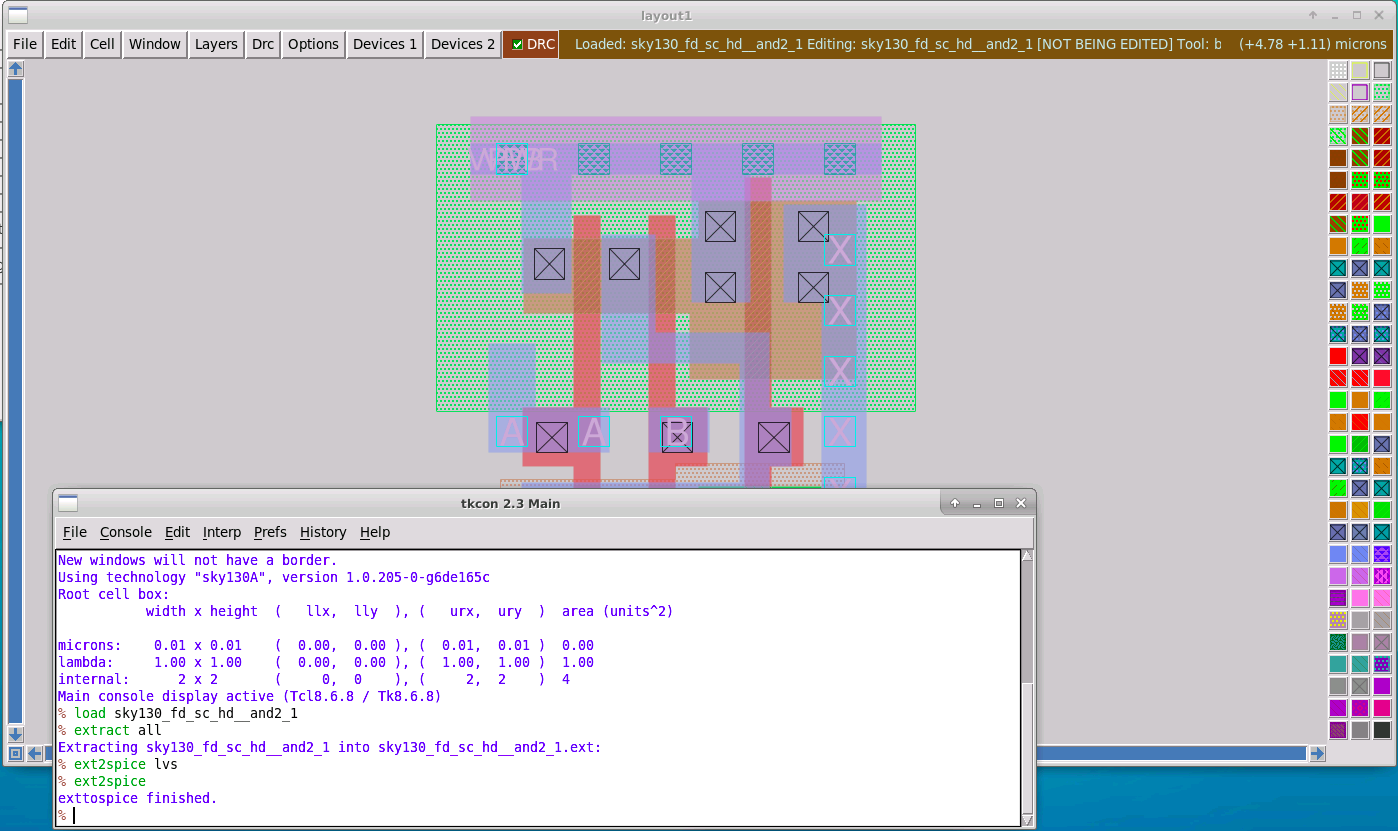 layout1
File Edit Cell Window Layers Drc Options Devices 1 Devices 2 DRC Loaded: sky130_fd_sc_hd__and2_1 Editing: sky130_fd_sc_hd__and2_1 [NOT BEING EDITED] Tool: b (+4.78 +1.11) microns
X
X
X
A A B X
tkcon 2.3 Main
File Console Edit Interp Prefs History Help
New windows will not have a border.
Using technology "sky130A", version 1.0.205-0-g6de165c
Root cell box:
width x height ( llx, lly ), ( urx, ury ) area (units^2)
microns: 0.01 x 0.01 ( 0.00, 0.00 ), ( 0.01, 0.01 ) 0.00
lambda: 1.00 x 1.00 ( 0.00, 0.00 ), ( 1.00, 1.00 ) 1.00
internal: 2 x 2 ( 0, 0 ), ( 2, 2 ) 4
Main console display active (Tcl8.6.8 / Tk8.6.8)
% load sky130_fd_sc_hd__and2_1
% extract all
Extracting sky130_fd_sc_hd__and2_1 into sky130_fd_sc_hd__and2_1.ext:
% ext2spice lvs
% ext2spice
exttospice finished.
%